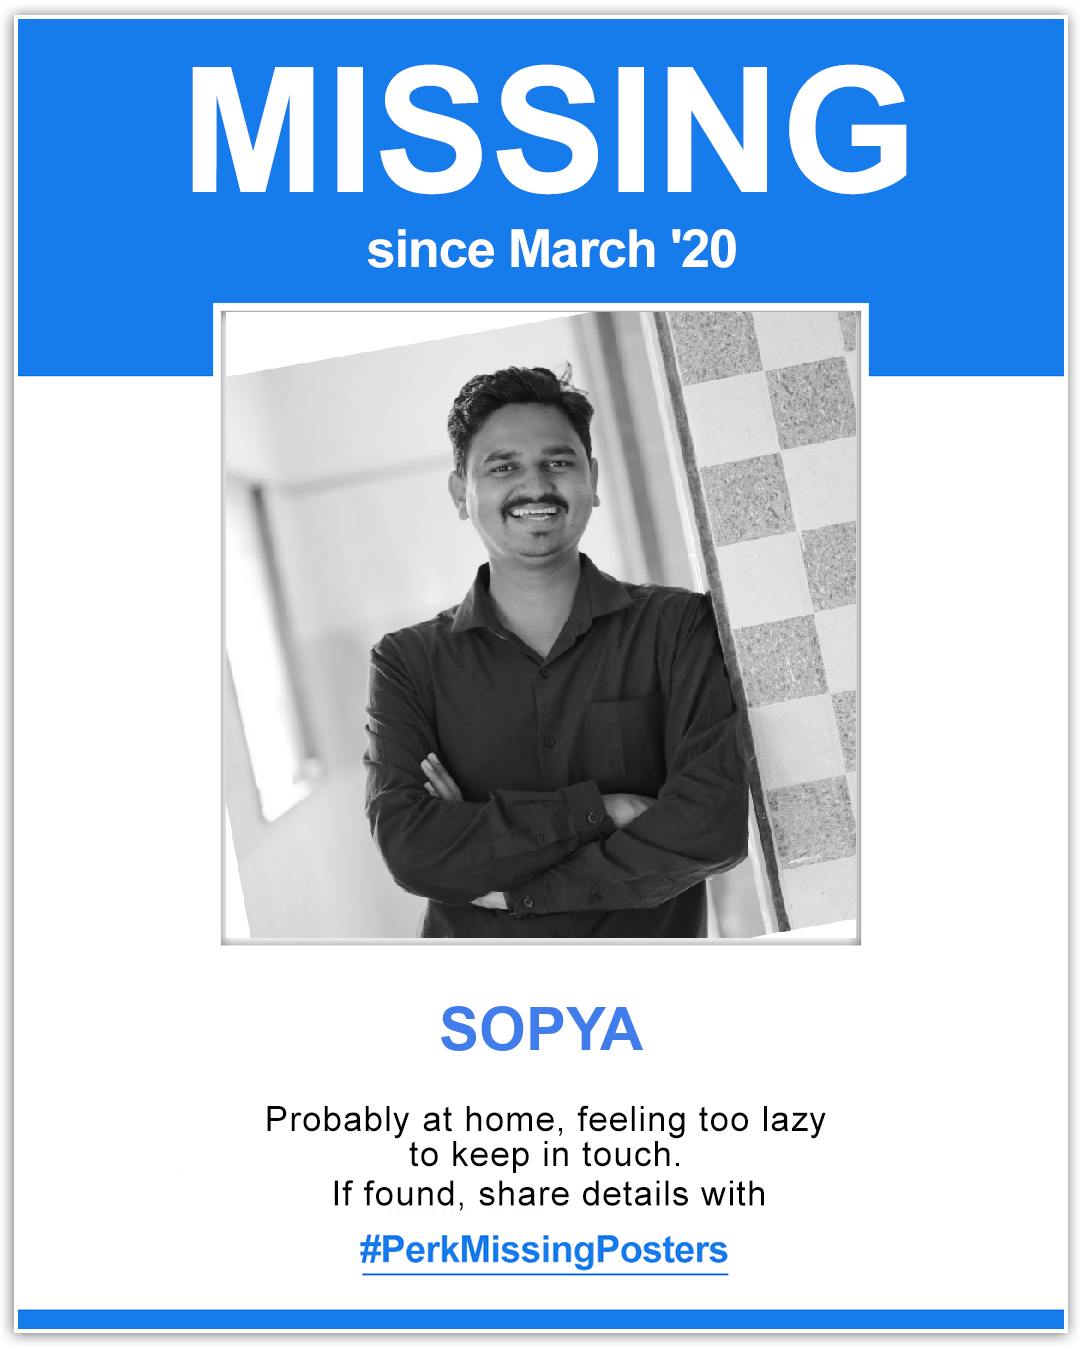 MISSING
since March '20
SOPYA
Probably at home, feeling too lazy
to keep in touch.
If found, share details with
#PerkMissingPosters